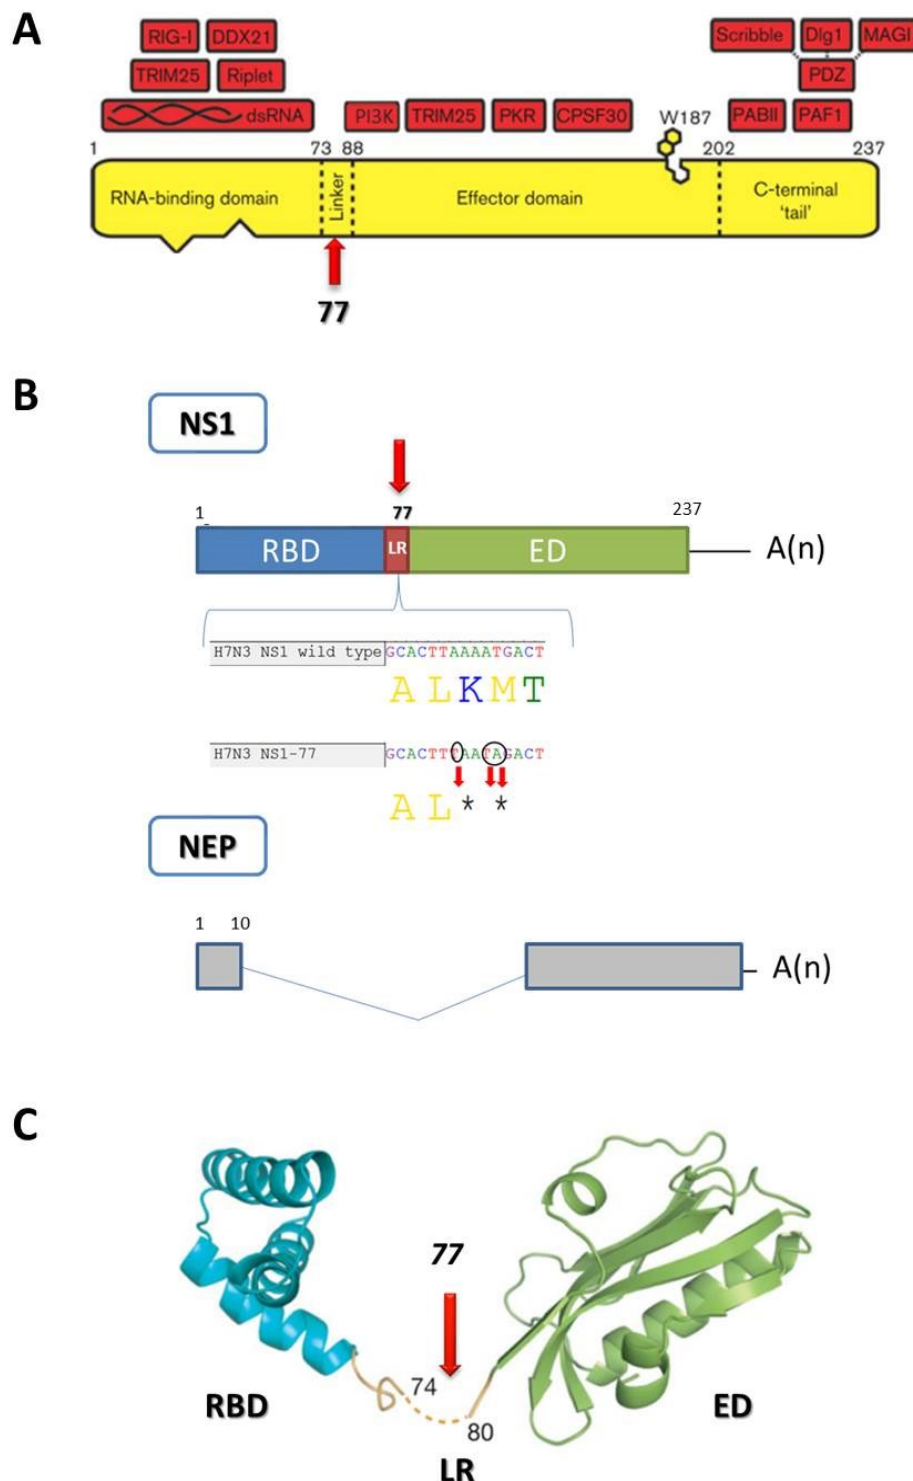 A
RIG-I DDX21 Scribble Dlg1 MAGI
TRIM25 Riplet PDZ
dsRNA PI3K TRIM25 PKR CPSF30 W187 PABII PAF1
1 73 88 202 237
RNA-binding domain Linker Effector domain C-terminal
'tail'
77
B
NS1
1 77 237
RBD LR ED A(n)
H7N3 NS1 wild type GCACTTAAAATGACT
A L K M T
H7N3 NS1-77 GCACTTTAATAGACT
A L * *
NEP
1 10
A(n)
C
77
74
RBD 80 ED
LR